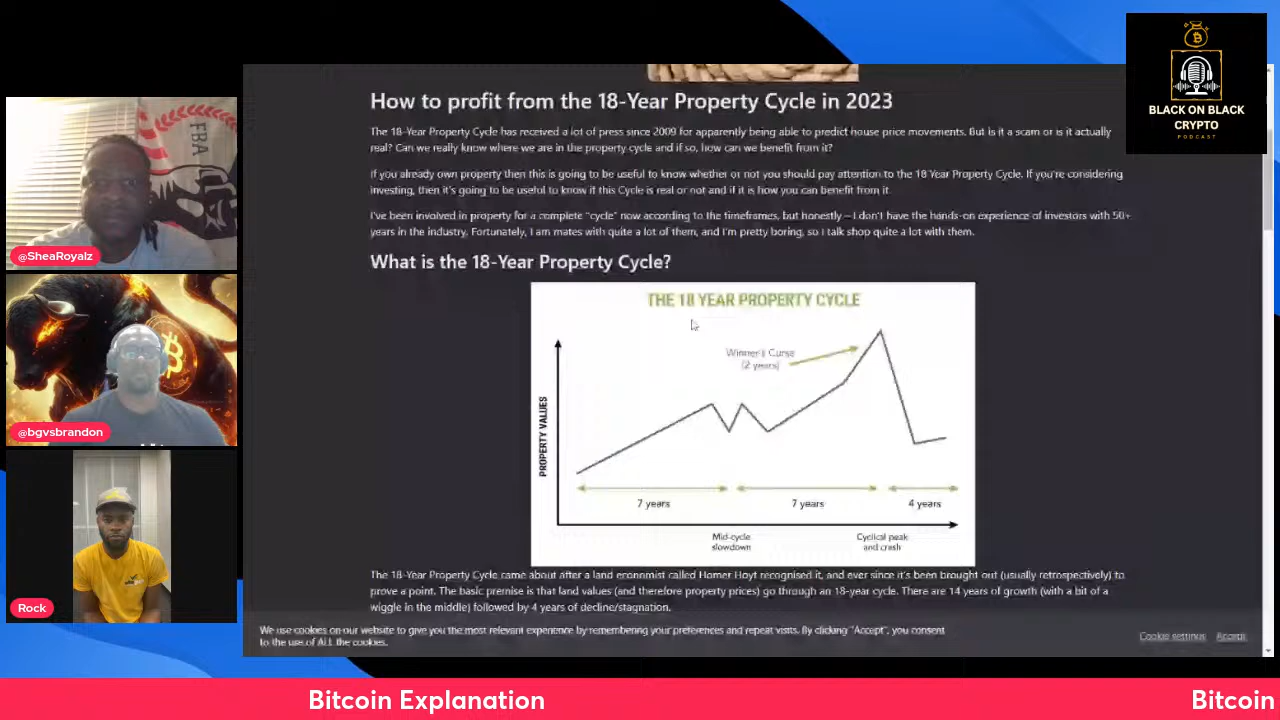 How to profit from the 18-Year Property Cycle in 2023
The 18-Year Property Cycle has received a lot of press since 2009 for apparently being able to predict house price movements. But is it a scam or is it actually
real? Can we really know where we are in the property cycle and if so, how can we benefit from it?
If you already own property then this is going to be useful to know whether or not you should pay attention to the 18 Year Property Cycle. If you're considering
investing, then it's going to be useful to know if this Cycle is real or not and if it is how you can benefit from it.
I've been involved in property for a complete "cycle" now according to the timeframes, but honestly – I don't have the hands-on experience of investors with 50+
years in the industry. Fortunately, I am mates with quite a lot of them, and I'm pretty boring, so I talk shop quite a lot with them.
What is the 18-Year Property Cycle?
THE 18 YEAR PROPERTY CYCLE
Winner's Curse
(2 years)
PROPERTY VALUES
7 years
7 years
4 years
Mid-cycle
slowdown
Cyclical peak
and crash
The 18-Year Property Cycle came about after a land economist called Homer Hoyt recognised it, and ever since it's been brought out (usually retrospectively) to
prove a point. The basic premise is that land values (and therefore property prices) go through an 18-year cycle. There are 14 years of growth (with a bit of a
wiggle in the middle) followed by 4 years of decline/stagnation.
We use cookies on our website to give you the most relevant experience by remembering your preferences and repeat visits. By clicking "Accept", you consent
to the use of ALL the cookies.
Cookie settings
Accept
BLACK ON BLACK
CRYPTO
PODCAST
FBA
@SheaRoyalz
@bgvsbrandon
Rock
Bitcoin Explanation
Bitcoin